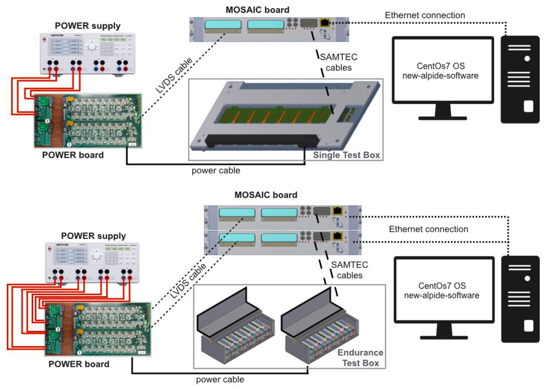 MOSAIC board
Ethernet connection
POWER supply
LVDS cable
SAMTEC
cables
CentOs7 OS
new-alpide-software
POWER board
Single Test Box
power cable
MOSAIC board
Ethernet connection
POWER supply
LVDS cable
SAMTEC
cables
CentOs7 OS
new-alpide-software
POWER board
Endurance
Test Box
power cable